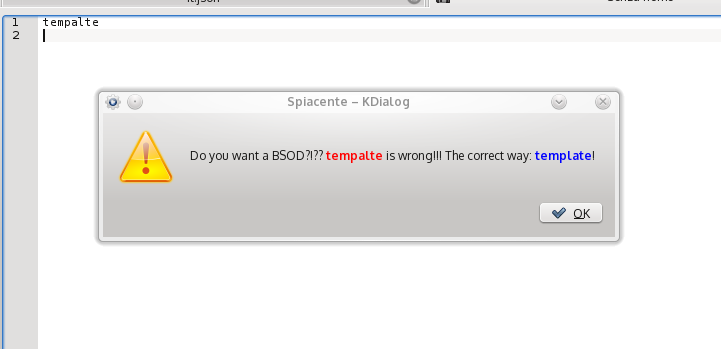 1 tempalte
2
Spiacente – KDialog
Do you want a BSOD?!?? tempalte is wrong!!! The correct way: template!
OK